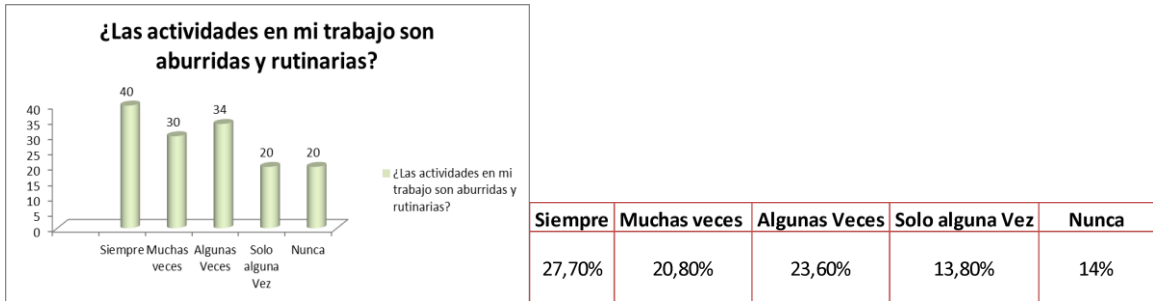 ¿Las actividades en mi trabajo son
aburridas y rutinarias?
40
30
34
20
20
40
35
30
25
20
15
10
5
0
Siempre
Muchas
veces
Algunas
Veces
Solo
alguna
Vez
Nunca
¿Las actividades en mi
trabajo son aburridas y
rutinarias?
Siempre Muchas veces Algunas Veces Solo alguna Vez Nunca
27,70% 20,80% 23,60% 13,80% 14%